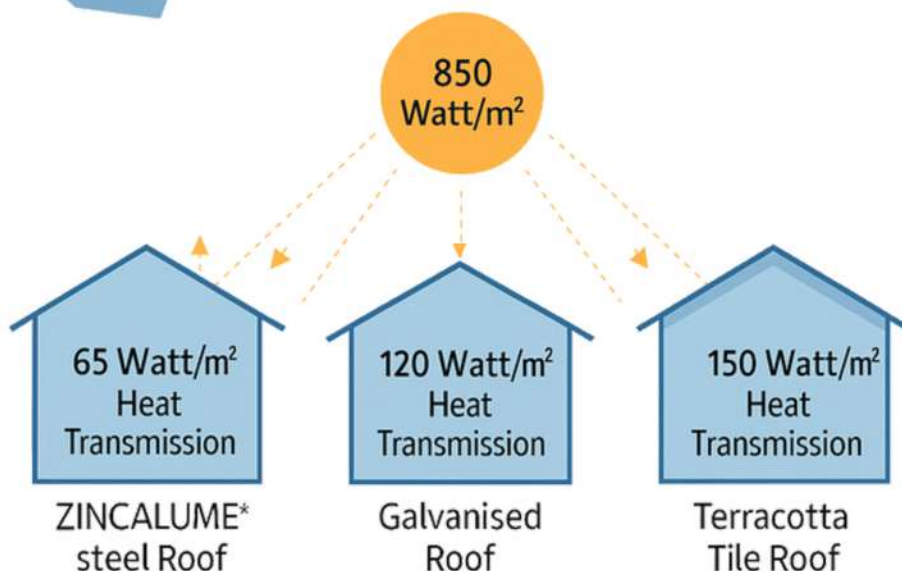 850
Watt/m²
65 Watt/m²
Heat
Transmission
120 Watt/m²
Heat
Transmission
150 Watt/m²
Heat
Transmission
ZINCALUME*
steel Roof
Galvanised
Roof
Terracotta
Tile Roof